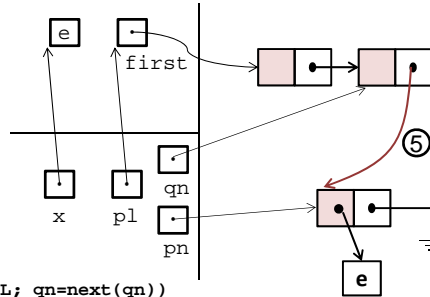 e
first
⑤
qn
x pl
pn
e
L; qn=next(qn))